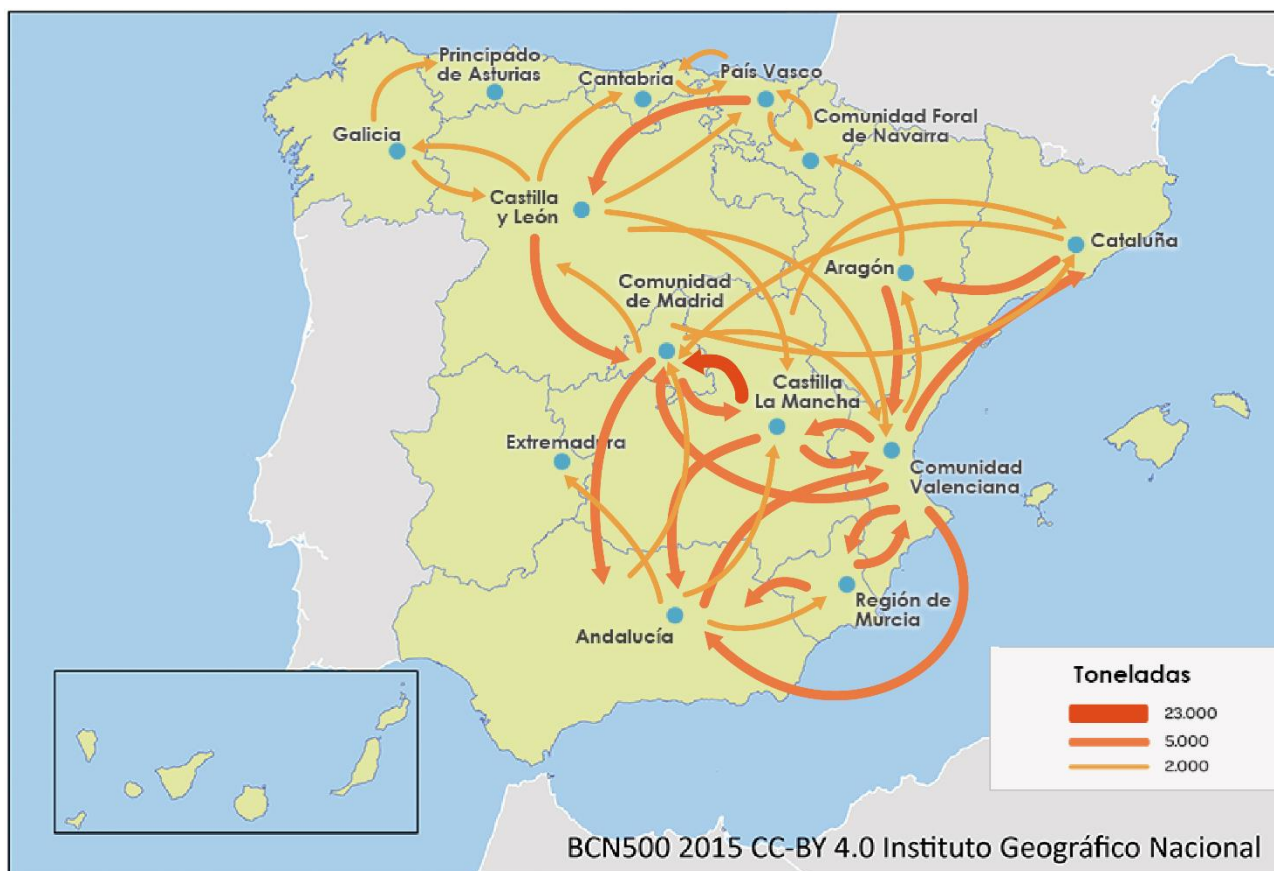 Principado
de Asturias
Cantabria
País Vasco
Comunidad Foral
de Navarra
Galicia
Castilla
y León
Cataluña
Aragón
Comunidad
de Madrid
Castilla
La Mancha
Extremadura
Comunidad
Valenciana
Región de
Murcia
Andalucía
Toneladas
23.000
5.000
2.000
BCN500 2015 CC-BY 4.0 Instituto Geográfico Nacional